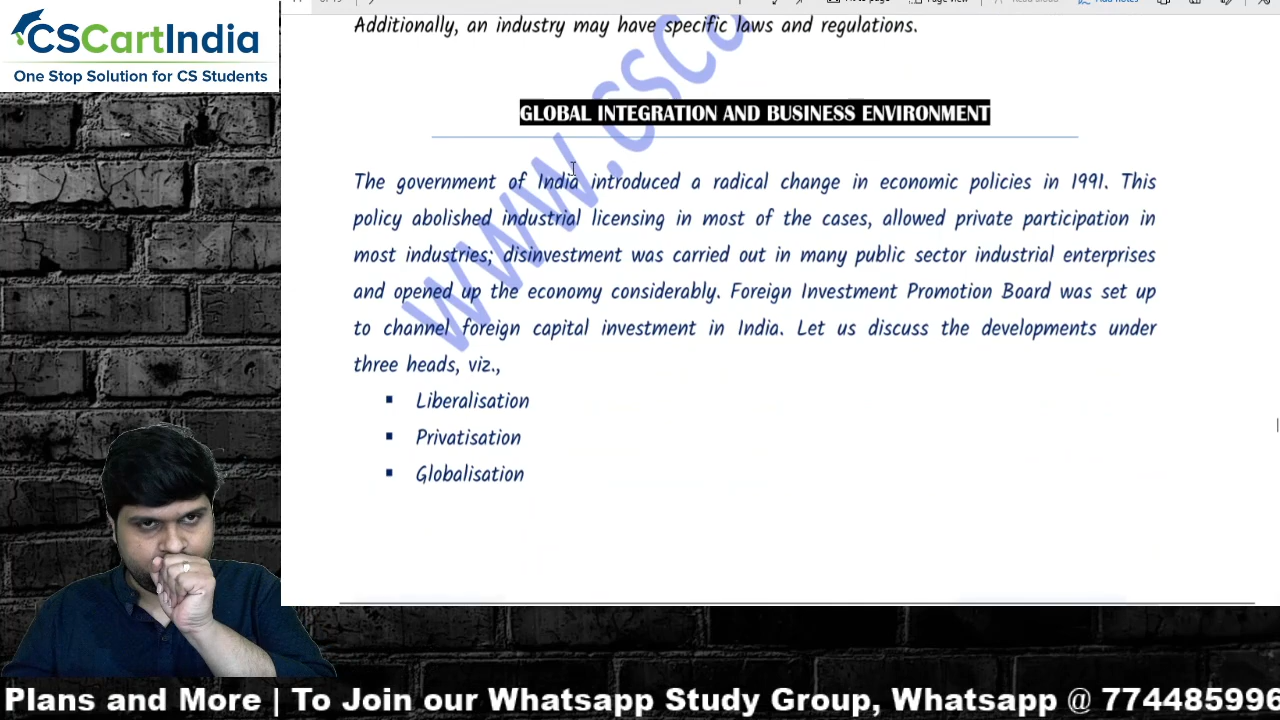 CSCartIndia
One Stop Solution for CS Students
Additionally, an industry may have specific laws and regulations.
GLOBAL INTEGRATION AND BUSINESS ENVIRONMENT
The government of India introduced a radical change in economic policies in 1991. This
policy abolished industrial licensing in most of the cases, allowed private participation in
most industries; disinvestment was carried out in many public sector industrial enterprises
and opened up the economy considerably. Foreign Investment Promotion Board was set up
to channel foreign capital investment in India. Let us discuss the developments under
three heads, viz.,
▪ Liberalisation
▪ Privatisation
▪ Globalisation
www.csCa
Plans and More | To Join our Whatsapp Study Group, Whatsapp @ 774485996